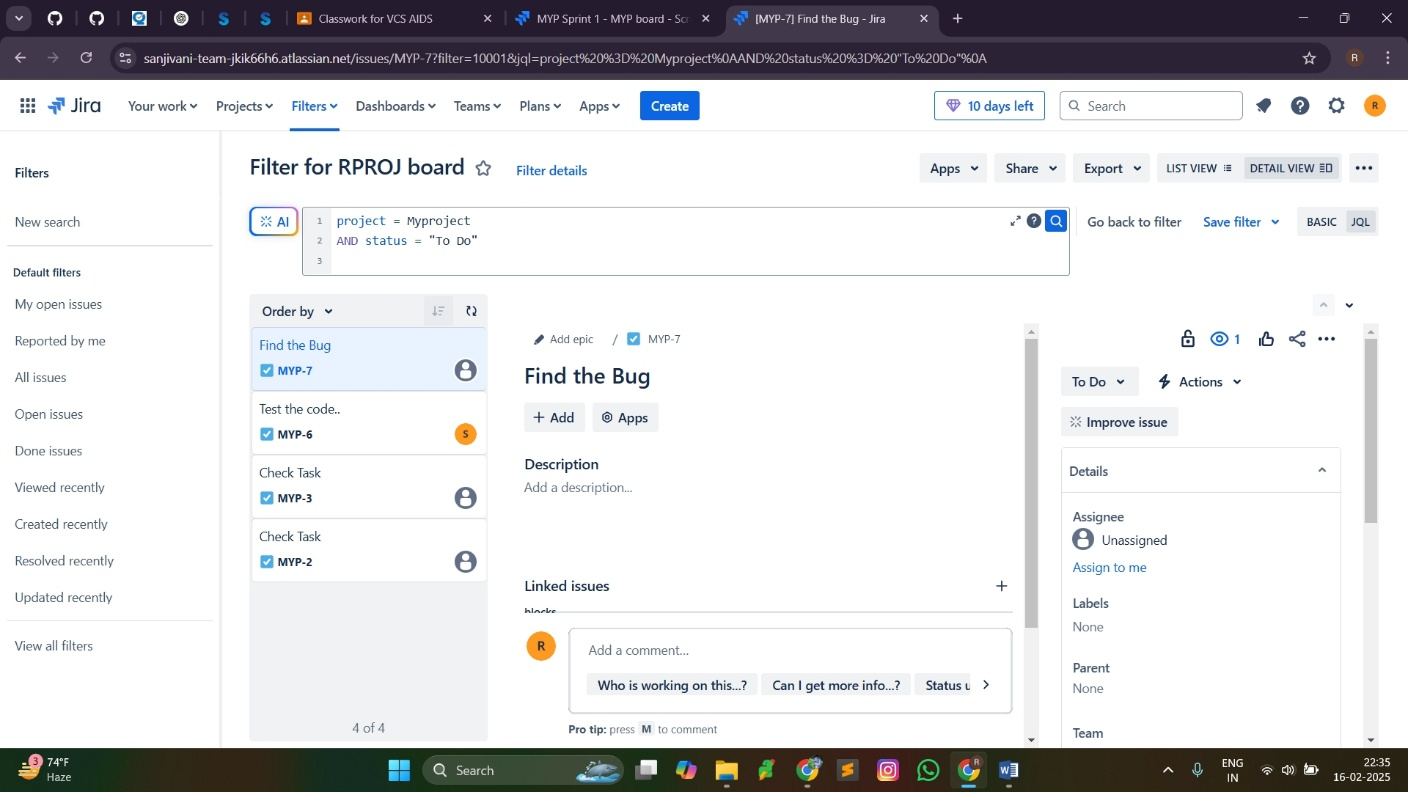 Classwork for VCS AIDS
MYP Sprint 1 - MYP board - Scr
[MYP-7] Find the Bug - Jira
sanjivani-team-jkik66h6.atlassian.net/issues/MYP-7?filter=10001&jql=project%20%3D%20Myproject%0AAND%20status%20%3D%20"To%20Do"%0A
R
Jira
Your work
Projects
Filters
Dashboards
Teams
Plans
Apps
Create
10 days left
Search
R
Filters
New search
Default filters
My open issues
Reported by me
All issues
Open issues
Done issues
Viewed recently
Created recently
Resolved recently
Updated recently
View all filters
Filter for RPROJ board
Filter details
Apps
Share
Export
LIST VIEW
DETAIL VIEW
AI
1 project = Myproject
2 AND status = "To Do"
3
Go back to filter
Save filter
BASIC
JQL
Order by
Find the Bug
MYP-7
Test the code..
MYP-6
S
Check Task
MYP-3
Check Task
MYP-2
4 of 4
Add epic / MYP-7
Find the Bug
+ Add
Apps
Description
Add a description...
Linked issues
blocks
R
Add a comment...
Who is working on this...?
Can I get more info...?
Status u
Pro tip: press M to comment
1
To Do
Actions
Improve issue
Details
Assignee
Unassigned
Assign to me
Labels
None
Parent
None
Team
3
74°F
Haze
Search
R
ENG
IN
22:35
16-02-2025